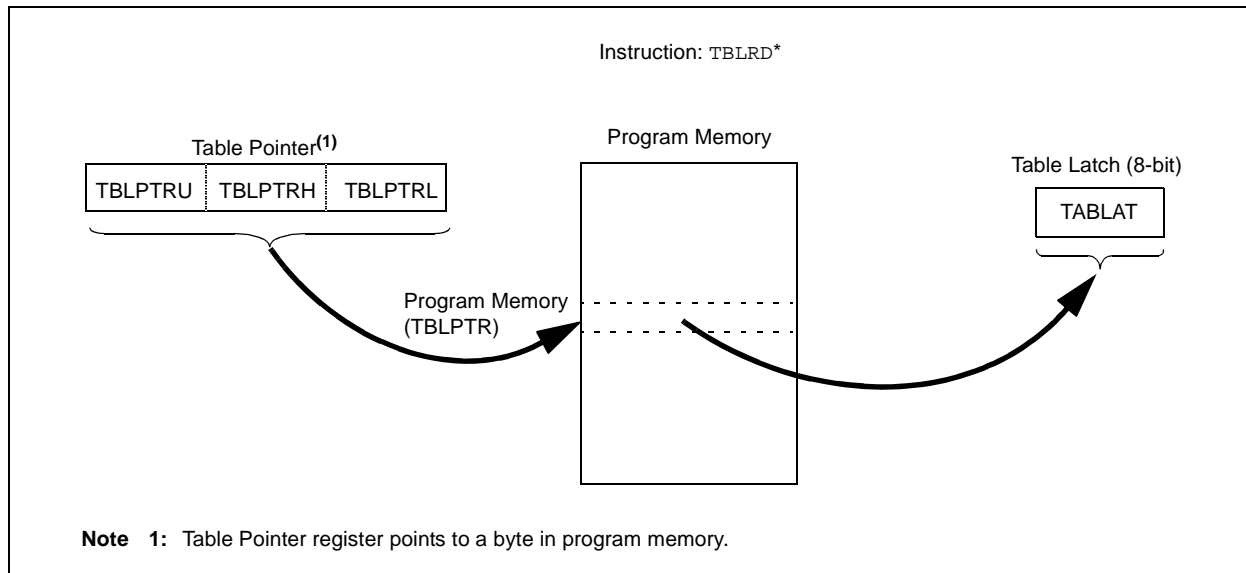 Instruction: TBLRD*
Table Pointer(1)
TBLPTRU TBLPTRH TBLPTRL
Program Memory
Table Latch (8-bit)
TABLAT
Program Memory
(TBLPTR)
Note 1: Table Pointer register points to a byte in program memory.